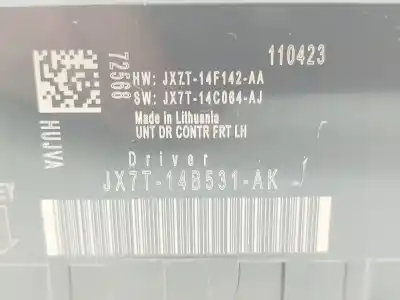 110423
HW: JX7T-14F142-AA
SW: JX7T-14C064-AJ
Made in Lithuania
UNT DR CONTR FRT LH
Driver
JX7T-14B531-AK
72568
HUJVA